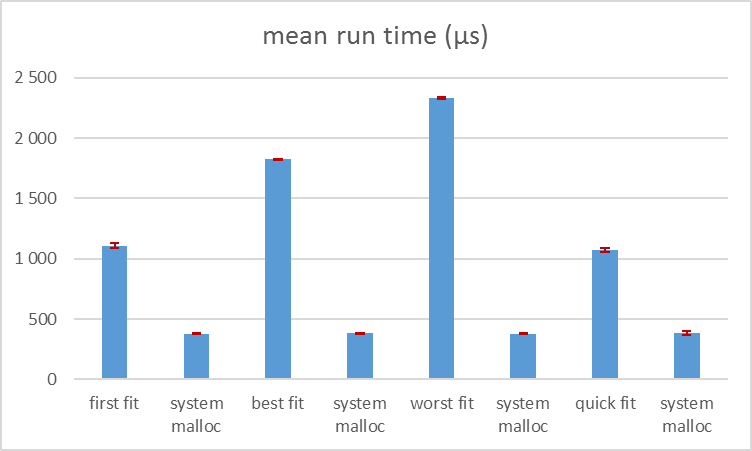 mean run time (µs)
2 500
2 000
1 500
1 000
500
0
first fit
system
malloc
best fit
system
malloc
worst fit
system
malloc
quick fit
system
malloc